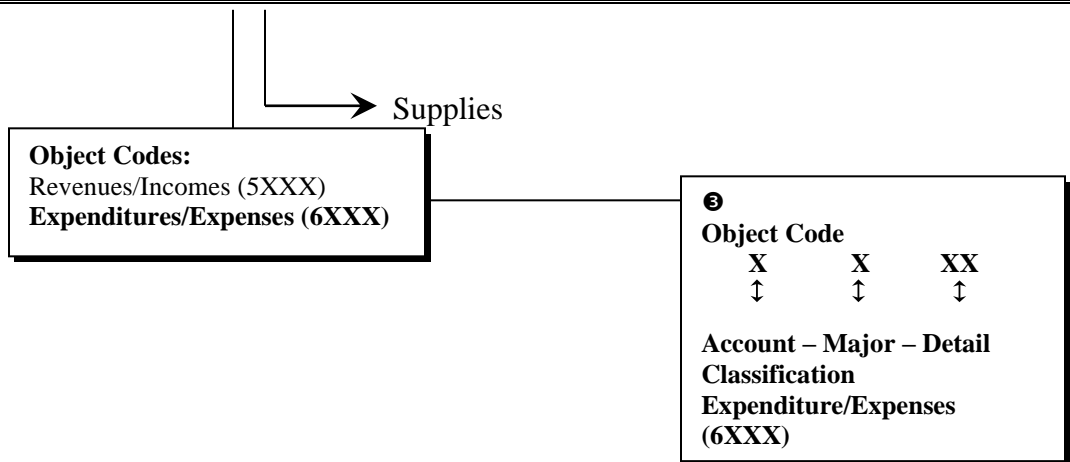 Supplies
Object Codes:
Revenues/Incomes (5XXX)
Expenditures/Expenses (6XXX)
❸
Object Code
X X XX
↕ ↕ ↕
Account – Major – Detail
Classification
Expenditure/Expenses
(6XXX)